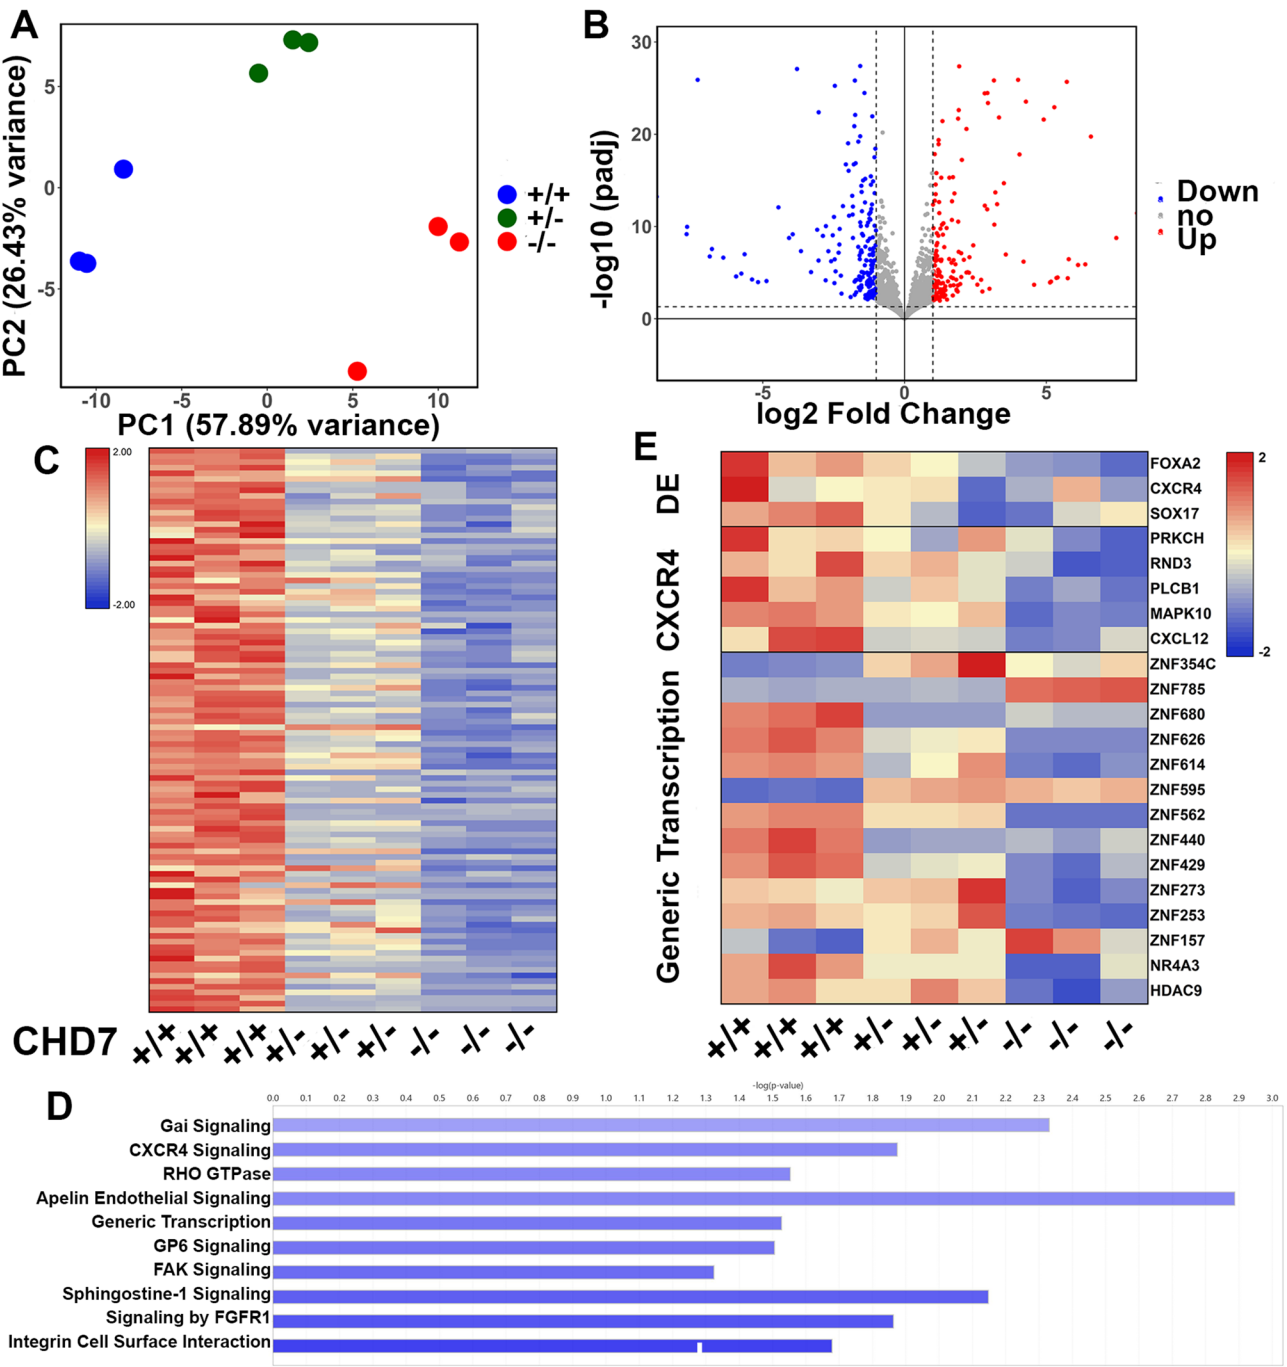 A
PC2 (26.43% variance)
5
0
-5
-10
-5
0
5
10
PC1 (57.89% variance)
+/+
+/-
-/-
B
-log10 (padj)
30
20
10
0
-5
0
5
log2 Fold Change
Down
no
Up
C
2.00
-2.00
CHD7
+/+
+/+
+/+
+/-
+/-
+/-
-/-
-/-
-/-
E
DE
CXCR4
Generic Transcription
FOXA2
CXCR4
SOX17
PRKCH
RND3
PLCB1
MAPK10
CXCL12
ZNF354C
ZNF785
ZNF680
ZNF626
ZNF614
ZNF595
ZNF562
ZNF440
ZNF429
ZNF273
ZNF253
ZNF157
NR4A3
HDAC9
2
-2
+/+
+/+
+/+
+/-
+/-
+/-
-/-
-/-
-/-
D
-log(p-value)
0.0 0.1 0.2 0.3 0.4 0.5 0.6 0.7 0.8 0.9 1.0 1.1 1.2 1.3 1.4 1.5 1.6 1.7 1.8 1.9 2.0 2.1 2.2 2.3 2.4 2.5 2.6 2.7 2.8 2.9 3.0
Gai Signaling
CXCR4 Signaling
RHO GTPase
Apelin Endothelial Signaling
Generic Transcription
GP6 Signaling
FAK Signaling
Sphingostine-1 Signaling
Signaling by FGFR1
Integrin Cell Surface Interaction